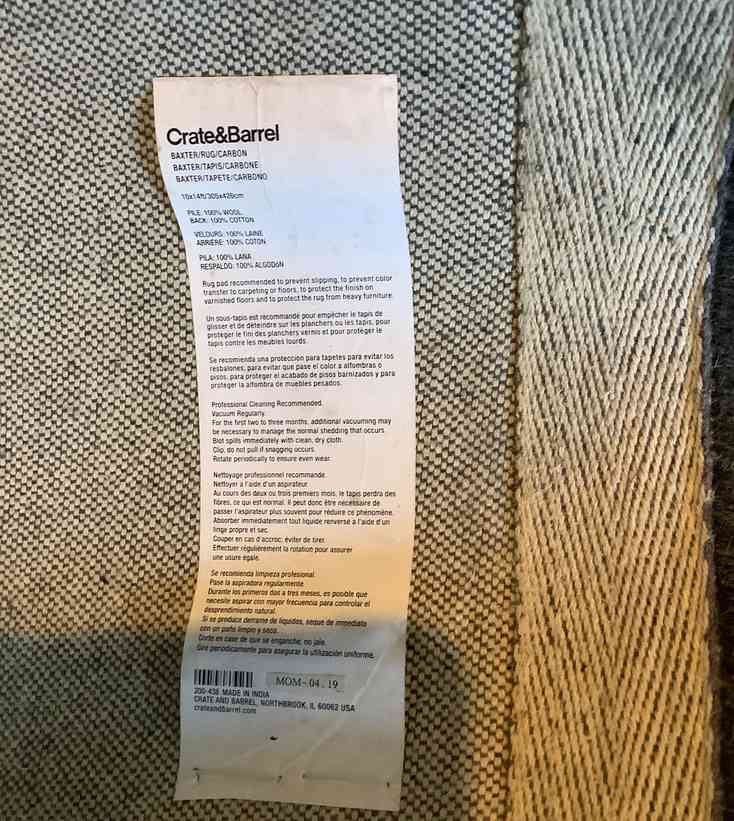 Crate&Barrel
BAXTER/RUG/CARBON
BAXTER/TAPIS/CARBONE
BAXTER/TAPETE/CARBONO
10x14ft/305x426cm
PILE: 100% WOOL
BACK: 100% COTTON
VELOURS: 100% LAINE
ARRIÈRE: 100% COTON
PILA: 100% LANA
RESPALDO: 100% ALGODóN
Rug pad recommended to prevent slipping, to prevent color
transfer to carpeting or floors, to protect the finish on
varnished floors and to protect the rug from heavy furniture.
Un sous-tapis est recommandé pour empêcher le tapis de
glisser et de déteindre sur les planchers ou les tapis, pour
protéger le fini des planchers vernis et pour protéger le
tapis contre les meubles lourds.
Se recomienda una protección para tapetes para evitar los
resbalones, para evitar que pase el color a alfombras o
pisos, para proteger el acabado de pisos barnizados y para
proteger la alfombra de muebles pesados.
Professional Cleaning Recommended.
Vacuum Regularly.
For the first two to three months, additional vacuuming may
be necessary to manage the normal shedding that occurs.
Blot spills immediately with clean, dry cloth.
Clip, do not pull if snagging occurs.
Rotate periodically to ensure even wear.
Nettoyage professionnel recommandé.
Nettoyer à l'aide d'un aspirateur.
Au cours des deux ou trois premiers mois, le tapis perdra des
fibres, ce qui est normal. Il peut donc être nécessaire de
passer l'aspirateur plus souvent pour réduire ce phénomène.
Absorber immédiatement tout liquide renversé à l'aide d'un
linge propre et sec.
Couper en cas d'accroc; éviter de tirer.
Effectuer régulièrement la rotation pour assurer
une usure égale.
Se recomienda limpieza profesional.
Pase la aspiradora regularmente.
Durante los primeros dos a tres meses, es posible que
necesite aspirar con mayor frecuencia para controlar el
desprendimiento natural.
Si se produce derrame de líquidos, seque de inmediato
con un paño limpio y seco.
Corte en caso de que se enganche; no jale.
Gire periódicamente para asegurar la utilización uniforme.
MOM-04.19
200-438 MADE IN INDIA
CRATE AND BARREL, NORTHBROOK, IL 60062 USA
crateandbarrel.com